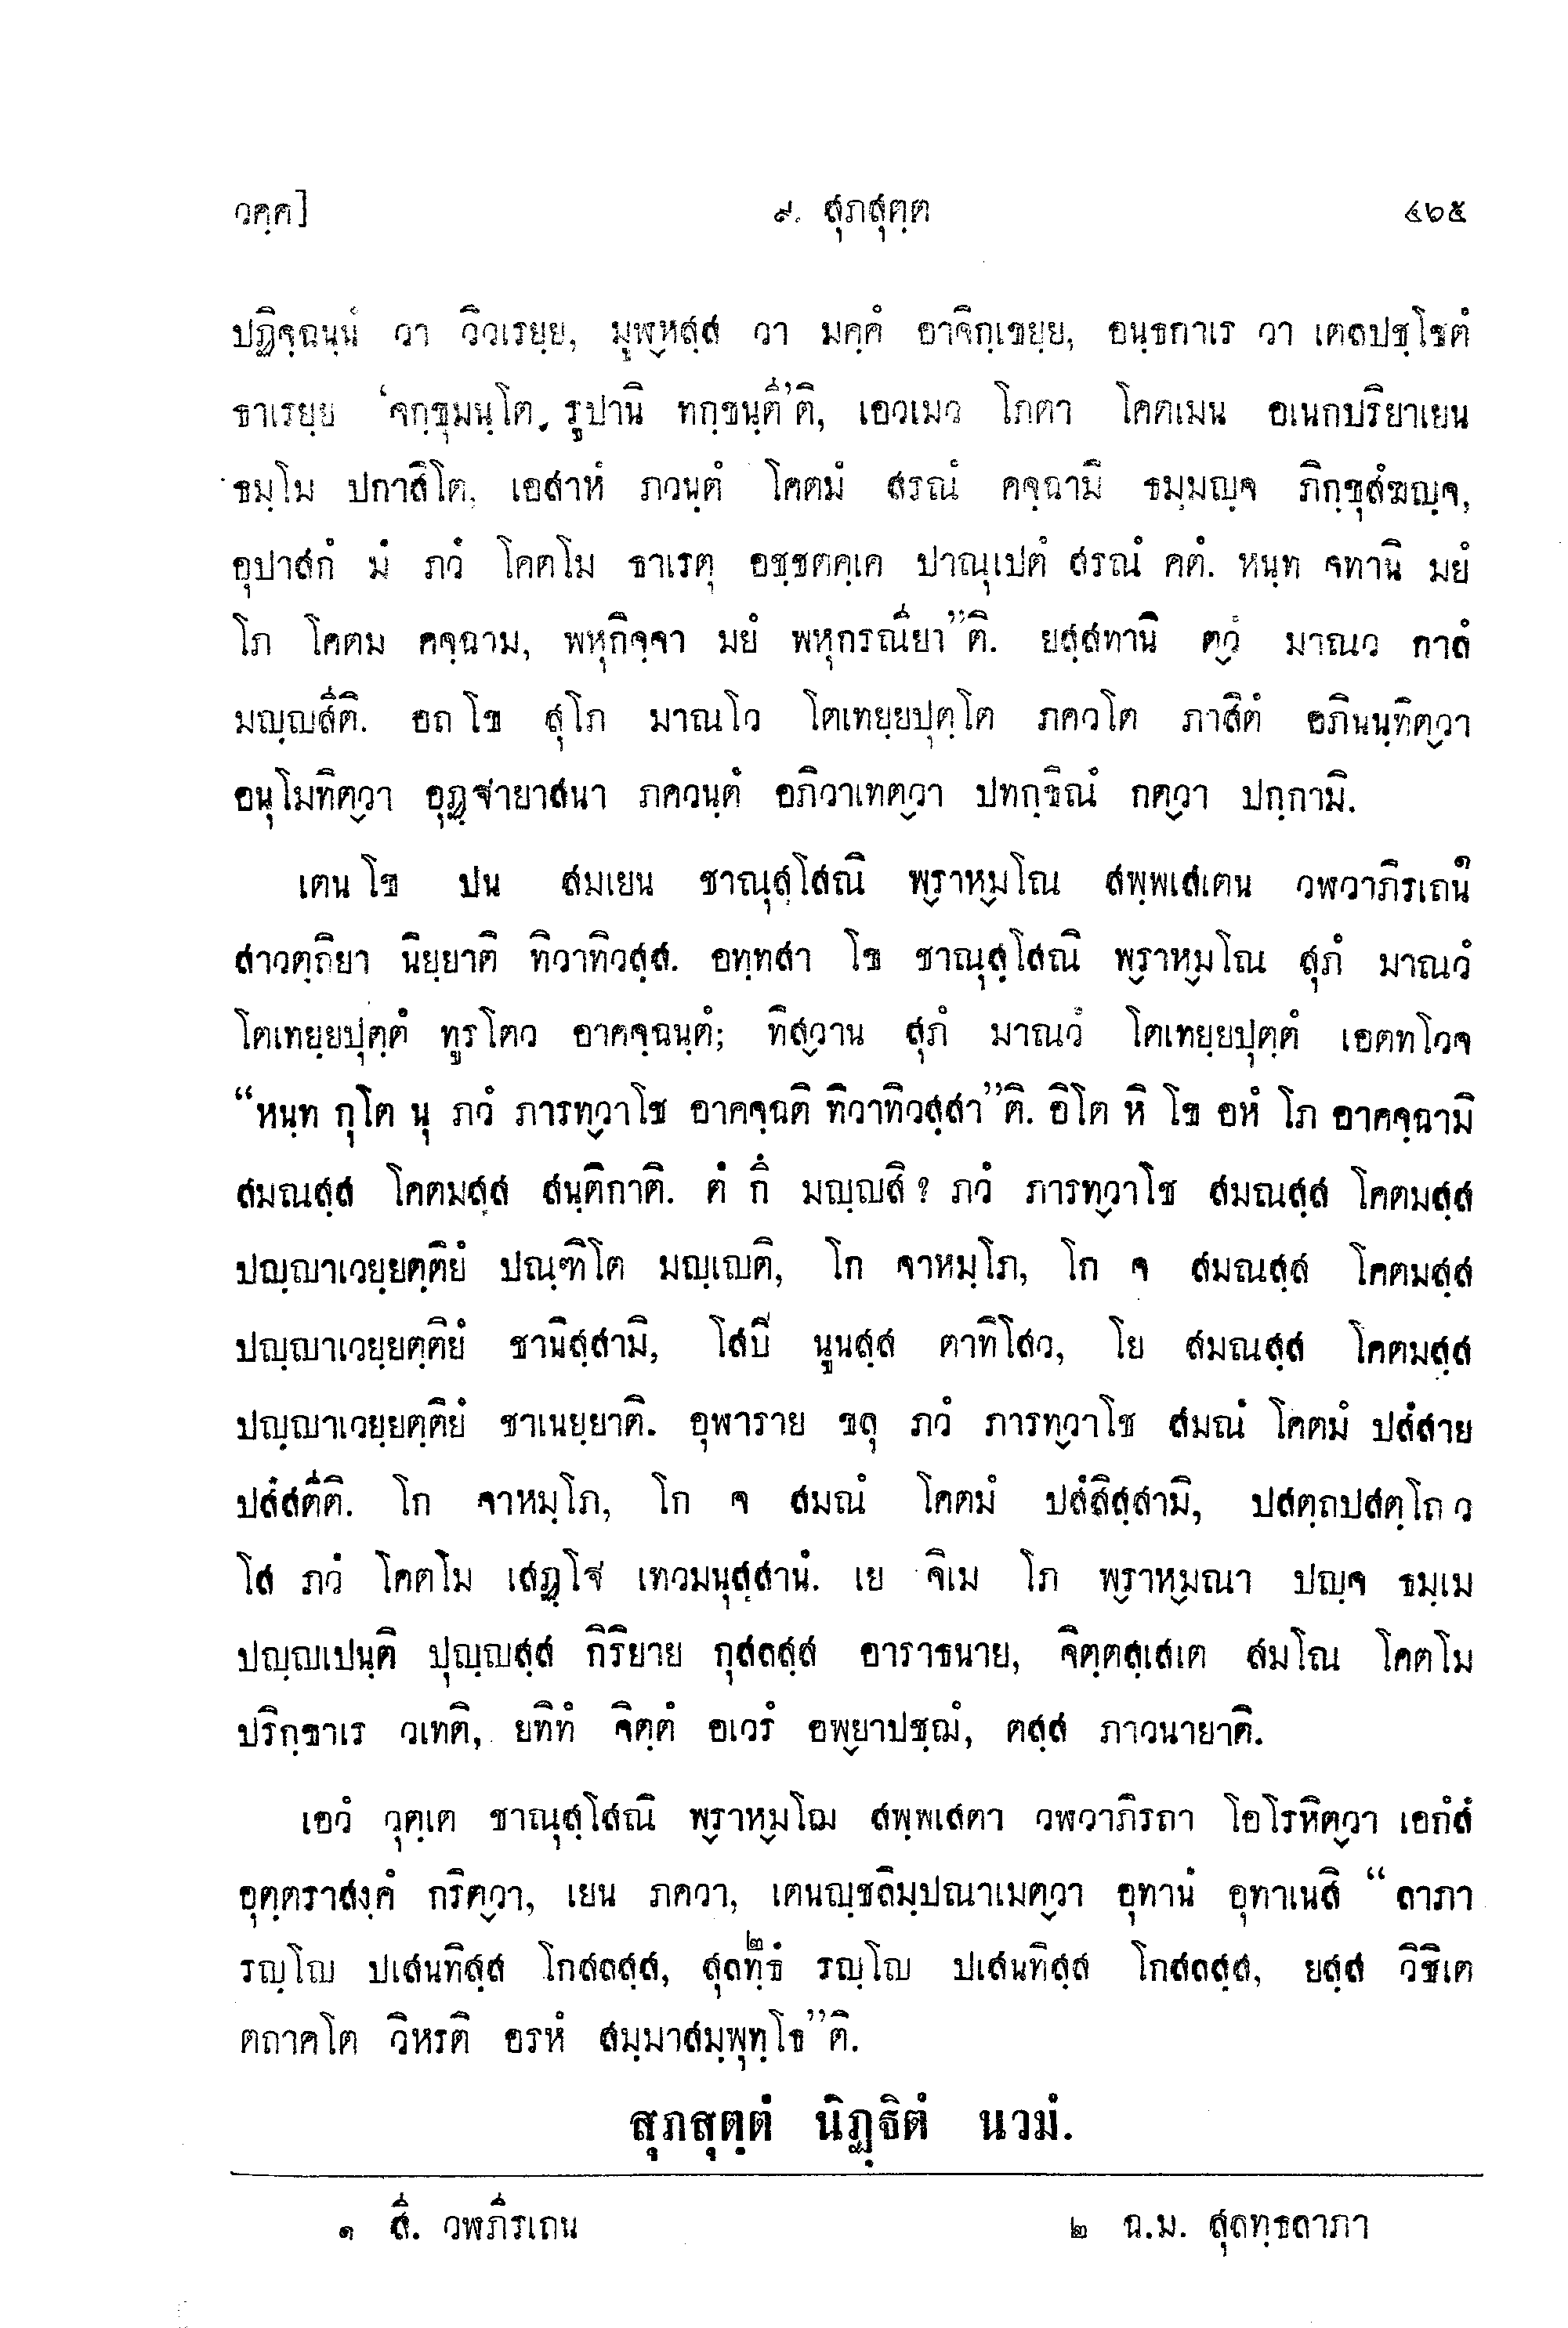 วคฺค] ๙. สุภสุตฺต ๔๖๕
ปฏิจฺฉนฺนํ วา วิวเรยฺย, มุพฺหสฺส วา มคฺคํ อาจิกฺเขยฺย, อนฺธกาเร วา เตลปชฺโชตํ
ธาเรยฺย ‘จกฺขุมนฺโต รูปานิ ทกฺขนฺตี’ติ, เอวเมว โภตา โคตเมน อเนกปริยาเยน
ธมฺโม ปกาสิโต, เอสาหํ ภวนฺตํ โคตมํ สรณํ คจฺฉามิ ธมฺมญฺจ ภิกฺขุสํฆญฺจ,
อุปาสกํ มํ ภวํ โคตโม ธาเรตุ อชฺชตคฺเค ปาณุเปตํ สรณํ คตํ. หนฺท จทานิ มยํ
โภ โคตม คจฺฉาม, พหุกิจฺจา มยํ พหุกรณียา”ติ. ยสฺสทานิ ตฺวํ มาณว กาลํ
มญฺญสีติ. อถ โข สุโภ มาณโว โตเทยฺยปุตฺโต ภควโต ภาสิตํ อภินนฺทิตฺวา
อนุโมทิตฺวา อุฏฺฐายาสนา ภควนฺตํ อภิวาเทตฺวา ปทกฺขิณํ กตฺวา ปกฺกามิ.
เตน โข ปน สมเยน ชาณุสฺโสณิ พฺราหฺมโณ สพฺพเสเตน วฬวาภิรเถน๑
สาวตฺถิยา นิยฺยาติ ทิวาทิวสฺส. อทฺทสา โข ชาณุสฺโสณิ พฺราหฺมโณ สุภํ มาณวํ
โตเทยฺยปุตฺตํ ทูรโตว อาคจฺฉนฺตํ; ทิสฺวาน สุภํ มาณวํ โตเทยฺยปุตฺตํ เอตทโวจ
“หนฺท กุโต นุ ภวํ ภารทฺวาโช อาคจฺฉติ ทิวาทิวสฺสา”ติ. อิโต หิ โข อหํ โภ อาคจฺฉามิ
สมณสฺส โคตมสฺส สนฺติกาติ. ตํ กึ มญฺญสิ? ภวํ ภารทฺวาโช สมณสฺส โคตมสฺส
ปญฺญาเวยฺยตฺติยํ ปณฺฑิโต มญฺเญติ, โก จาหมฺโภ, โก จ สมณสฺส โคตมสฺส
ปญฺญาเวยฺยตฺติยํ ชานิสฺสามิ, โสปิ นูนสฺส ตาทิโสว, โย สมณสฺส โคตมสฺส
ปญฺญาเวยฺยตฺติยํ ชาเนยฺยาติ. อุฬาราย ขลุ ภวํ ภารทฺวาโช สมณํ โคตมํ ปสํสาย
ปสํสตีติ. โก จาหมฺโภ, โก จ สมณํ โคตมํ ปสํสิสฺสามิ, ปสตฺถปสตฺโถ ว
โส ภวํ โคตโม เสฏฺโฐ เทวมนุสฺสานํ. เย จิเม โภ พฺราหฺมณา ปญฺจ ธมฺเม
ปญฺญเปนฺติ ปุญฺญสฺส กิริยาย กุสลสฺส อาราธนาย, จิตฺตสฺเสเต สมโณ โคตโม
ปริกฺขาเร วเทติ, ยทิทํ จิตฺตํ อเวรํ อพฺยาปชฺฌํ, ตสฺส ภาวนายาติ.
เอวํ วุตฺเต ชาณุสฺโสณิ พฺราหฺมโณ สพฺพเสตา วฬวาภิรถา โอโรหิตฺวา เอกํสํ
อุตฺตราสงฺคํ กริตฺวา, เยน ภควา, เตนญฺชลิมฺปณาเมตฺวา อุทานํ อุทาเนสิ “ลาภา
รญฺโญ ปเสนทิสฺส โกสลสฺส, สุลทฺธํ๒ รญฺโญ ปเสนทิสฺส โกสลสฺส, ยสฺส วิชิเต
ตถาคโต วิหรติ อรหํ สมฺมาสมฺพุทฺโธ”ติ.
สุภสุตฺตํ นิฏฺฐิตํ นวมํ.
๑ สี. วฬภีรเถน ๒ ฉ.ม. สุลทฺธลาภา